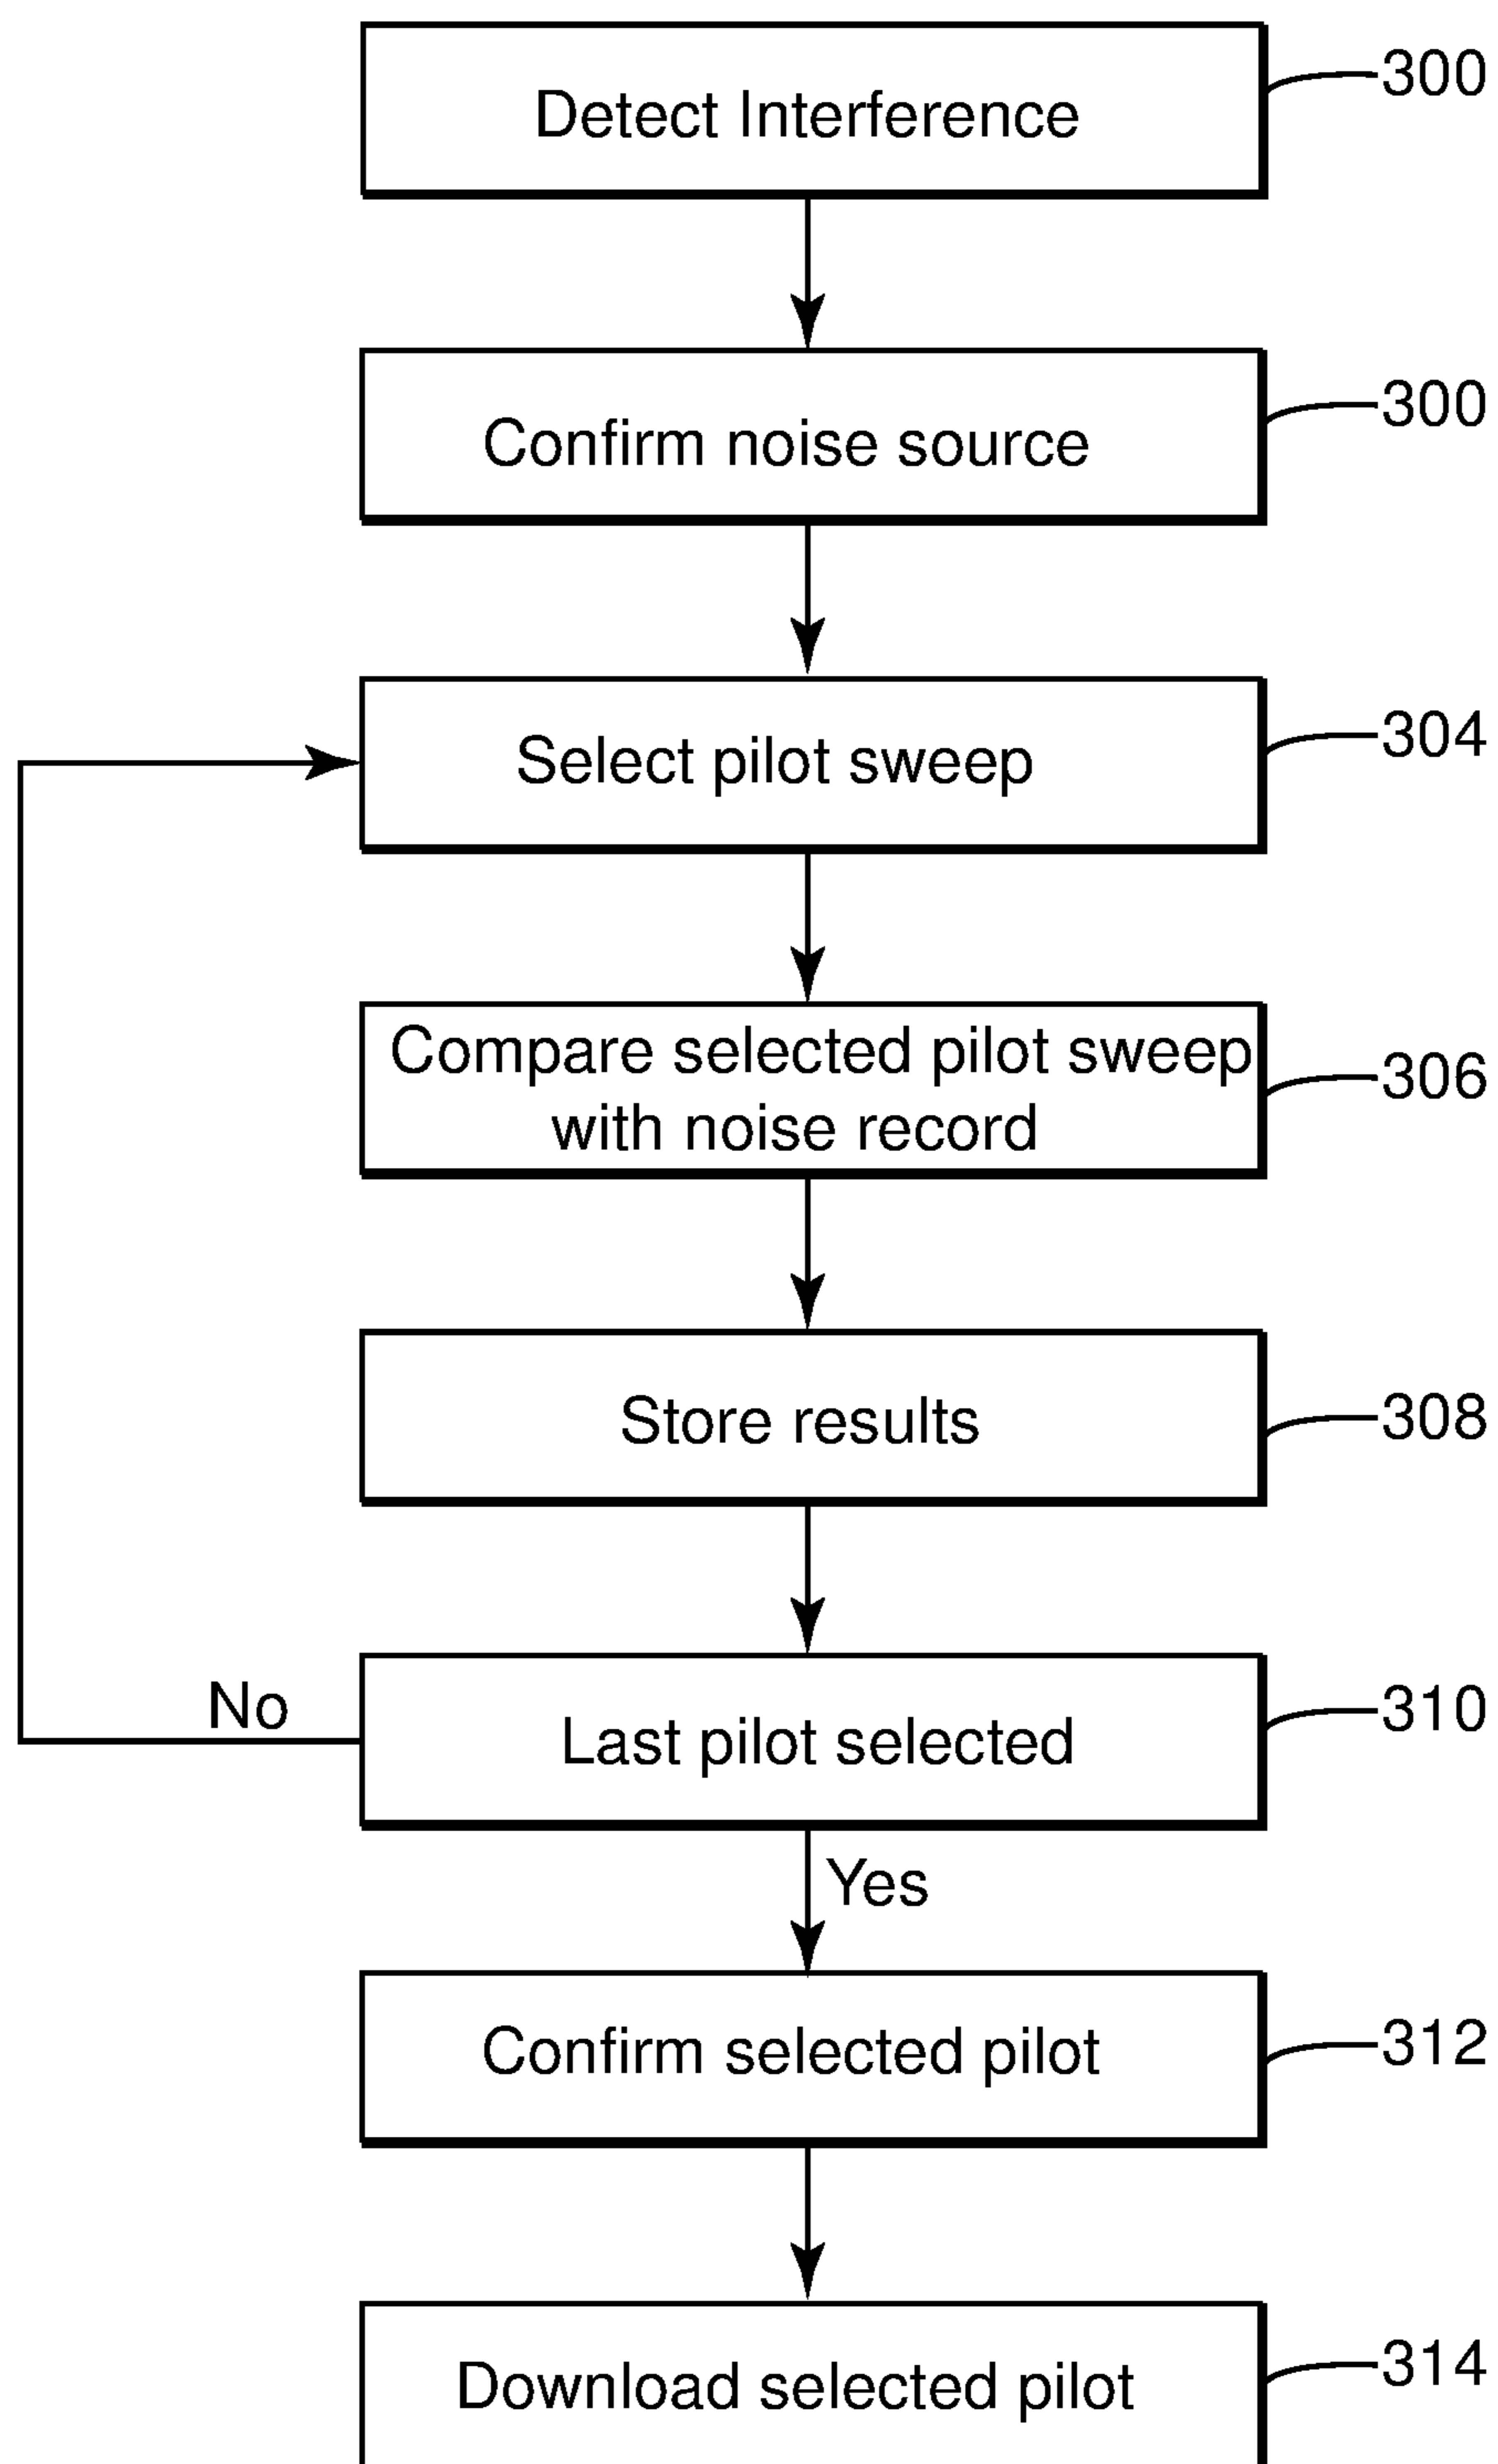 Detect Interference
300
Confirm noise source
300
Select pilot sweep
304
Compare selected pilot sweep
with noise record
306
Store results
308
Last pilot selected
310
No
Yes
Confirm selected pilot
312
Download selected pilot
314